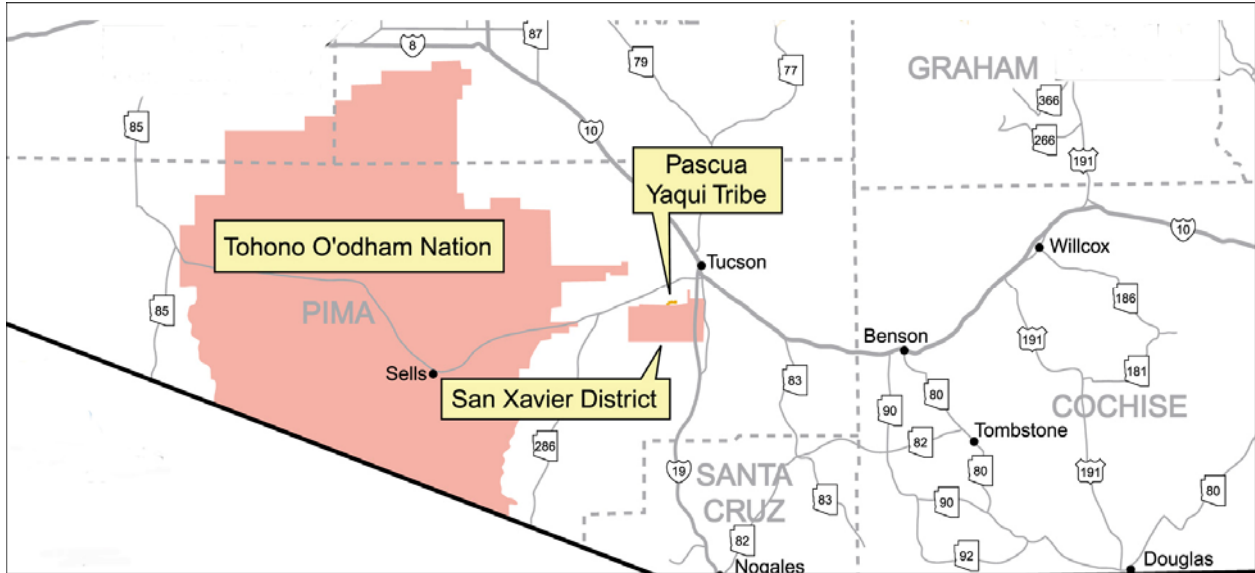 PINAL
8
87
79
77
GRAHAM
366
266
85
10
191
Pascua
Yaqui Tribe
Tohono O'odham Nation
Tucson
Willcox
10
85
PIMA
186
Benson
191
Sells
83
181
San Xavier District
80
90
COCHISE
286
82
Tombstone
19
SANTA
CRUZ
80
191
83
90
80
82
92
Nogales
Douglas